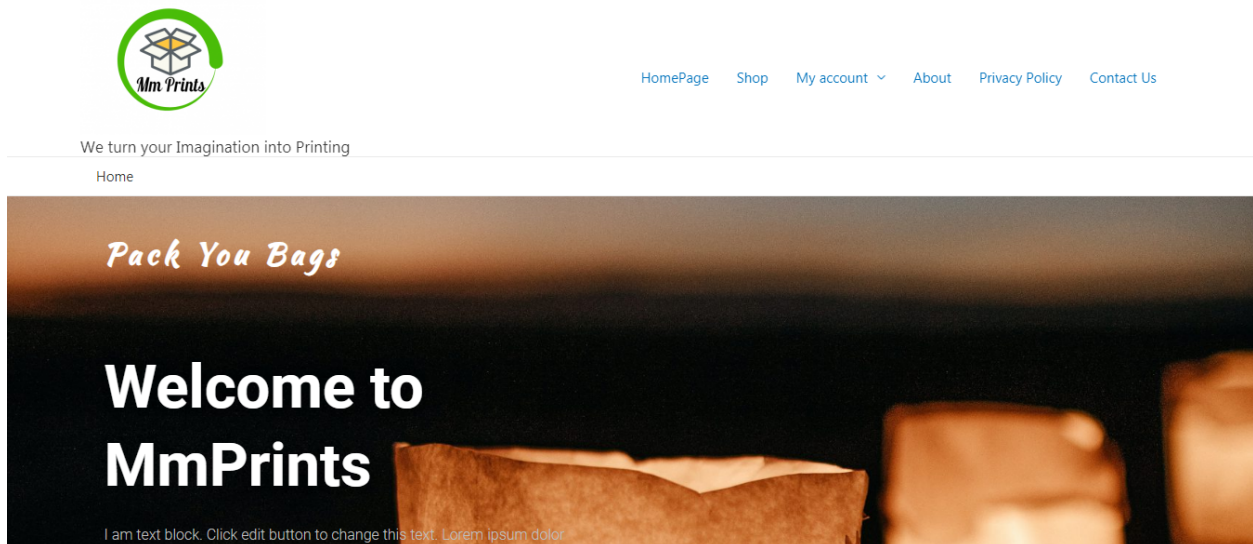 Mm Prints
HomePage Shop My account About Privacy Policy Contact Us
We turn your Imagination into Printing
Home
Pack You Bags
Welcome to
MmPrints
I am text block. Click edit button to change this text. Lorem ipsum dolor